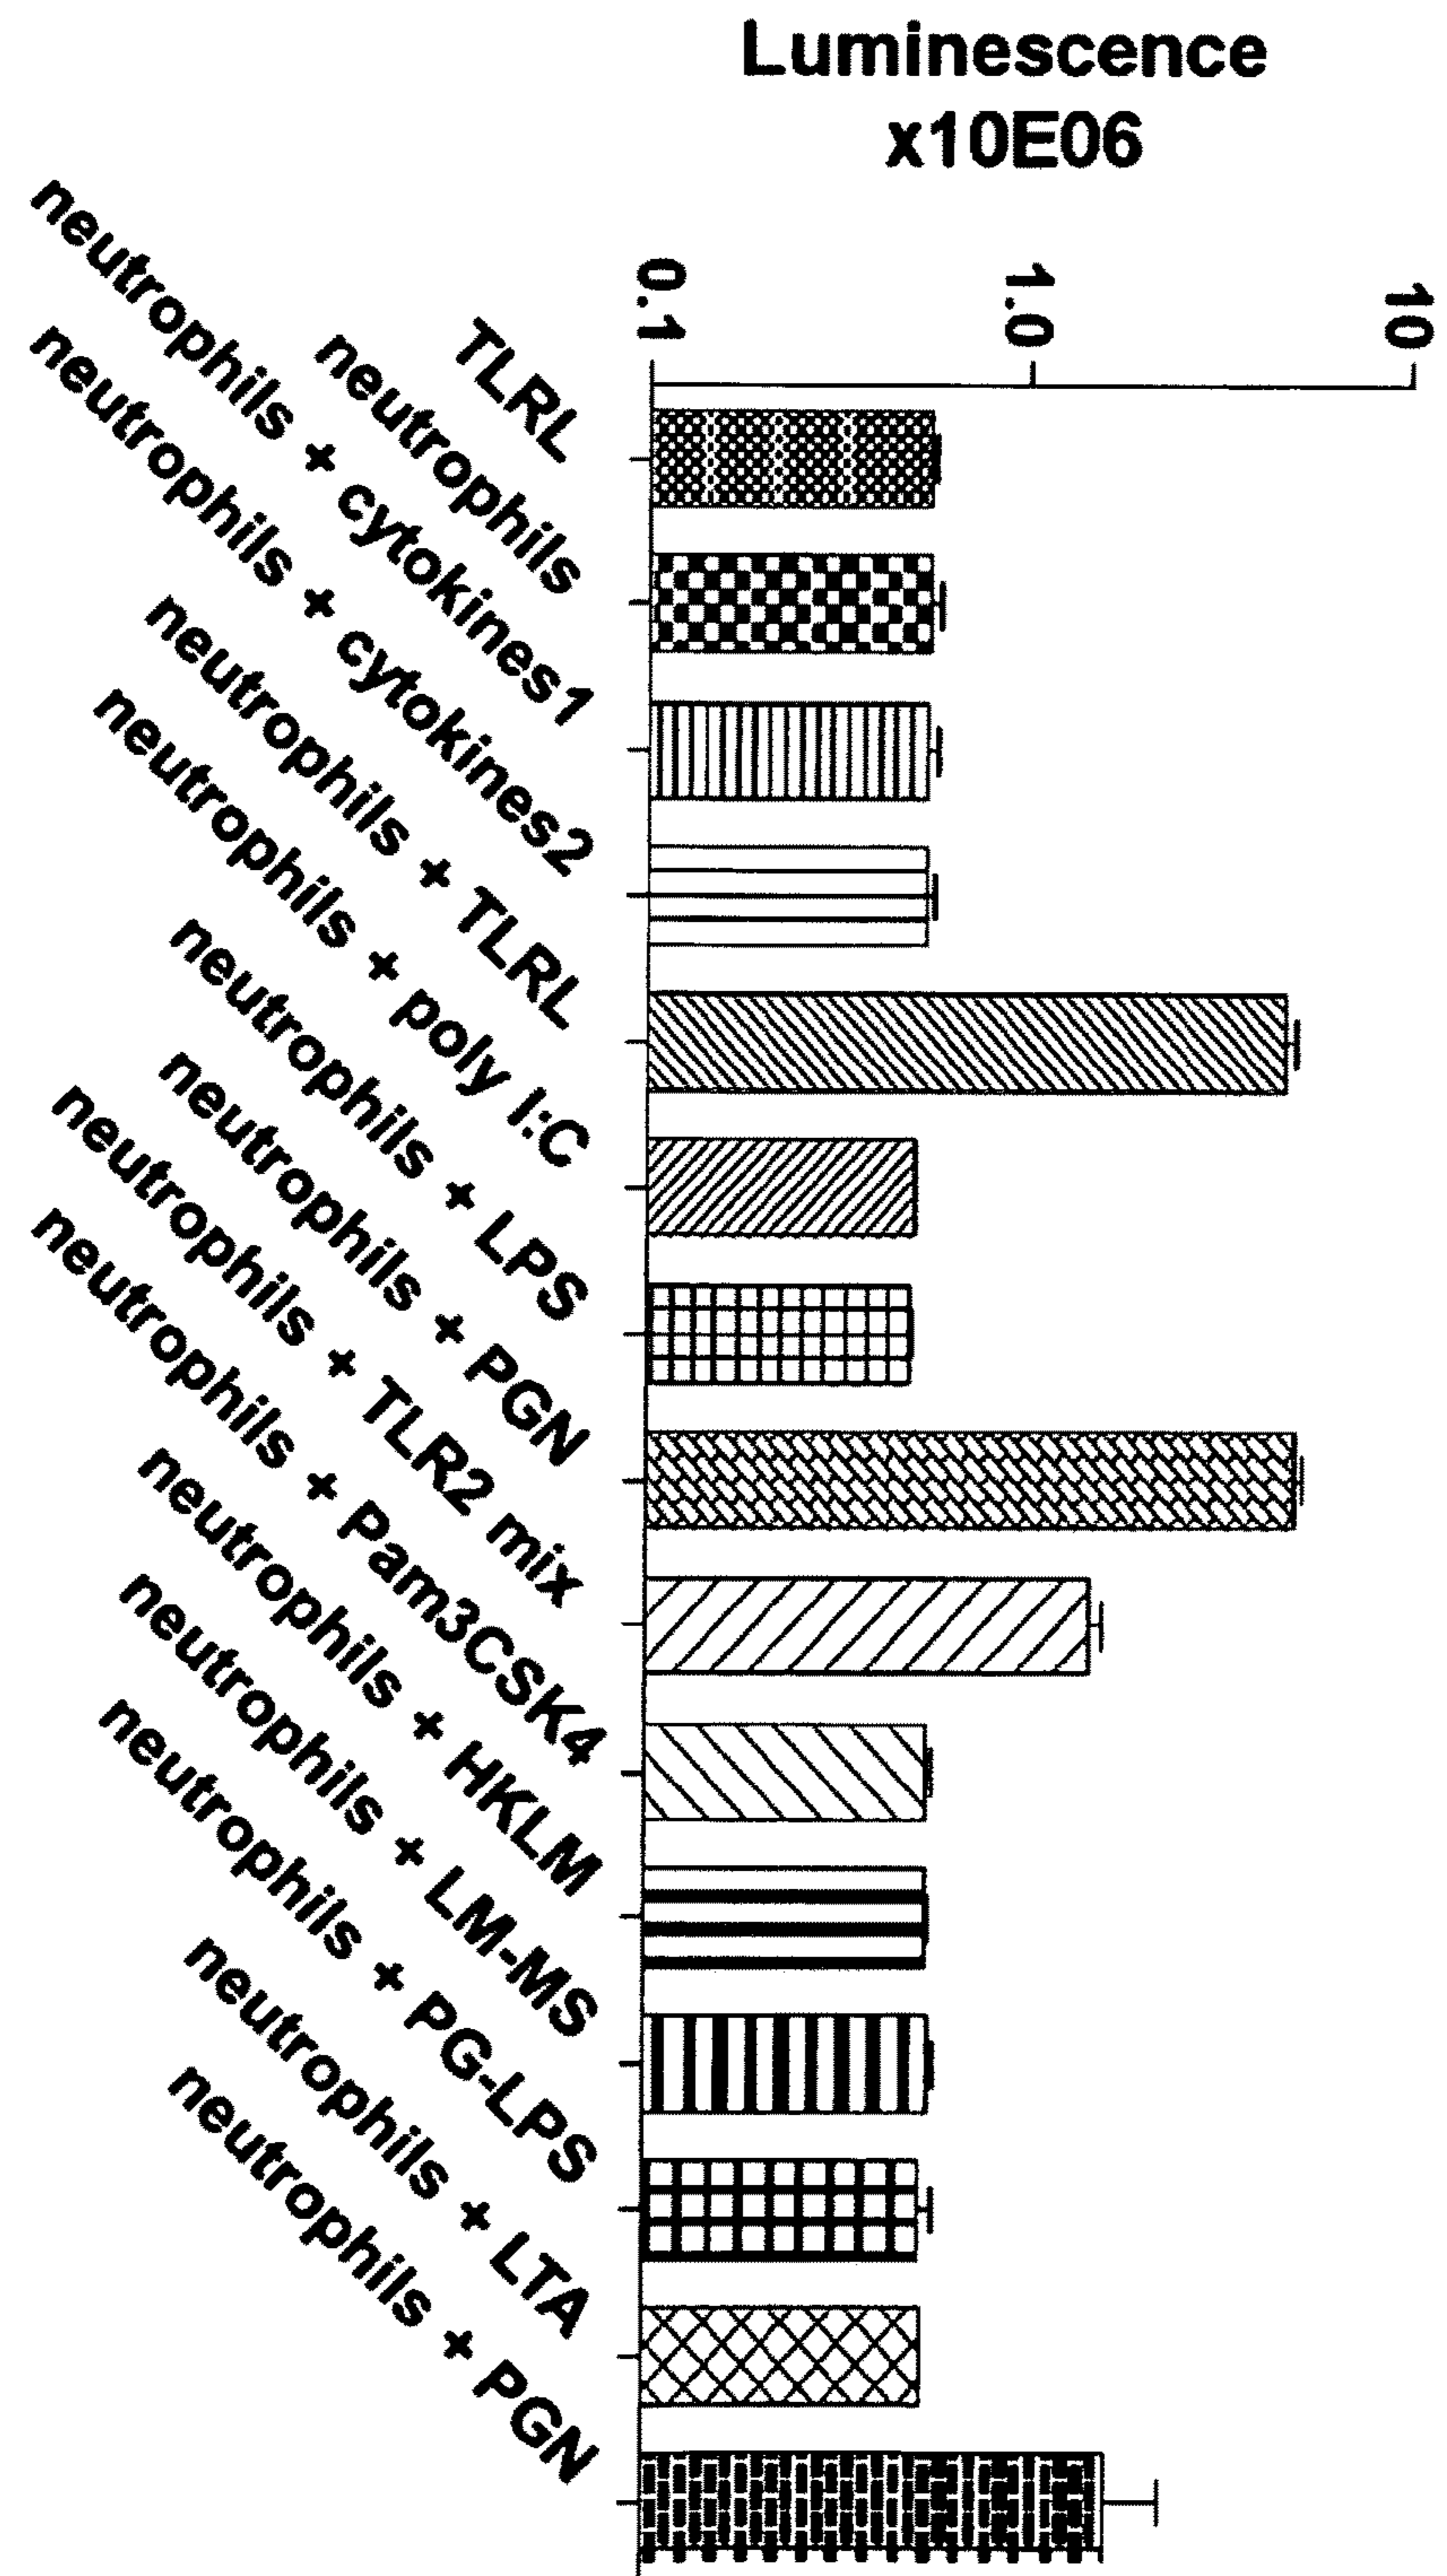 Luminescence
x10E06
0.1
1.0
10
TLRL
neutrophils
neutrophils + cytokines1
neutrophils + cytokines2
neutrophils + TLRL
neutrophils + poly I:C
neutrophils + LPS
neutrophils + PGN
neutrophils + TLR2 mix
neutrophils + Pam3CSK4
neutrophils + HKLM
neutrophils + LM-MS
neutrophils + PG-LPS
neutrophils + LTA
neutrophils + PGN